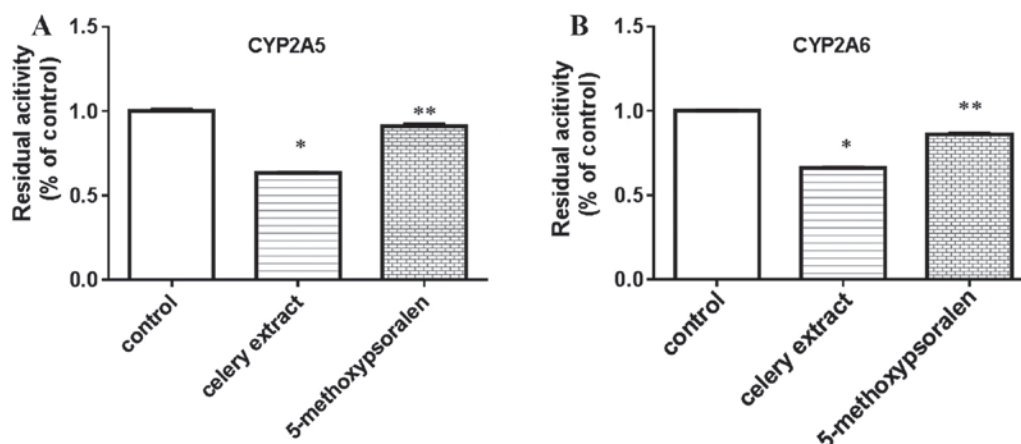 A
CYP2A5
Residual acitivity
(% of control)
1.5
1.0
0.5
0.0
*
**
control
celery extract
5-methoxypsoralen
B
CYP2A6
Residual acitivity
(% of control)
1.5
1.0
0.5
0.0
*
**
control
celery extract
5-methoxypsoralen